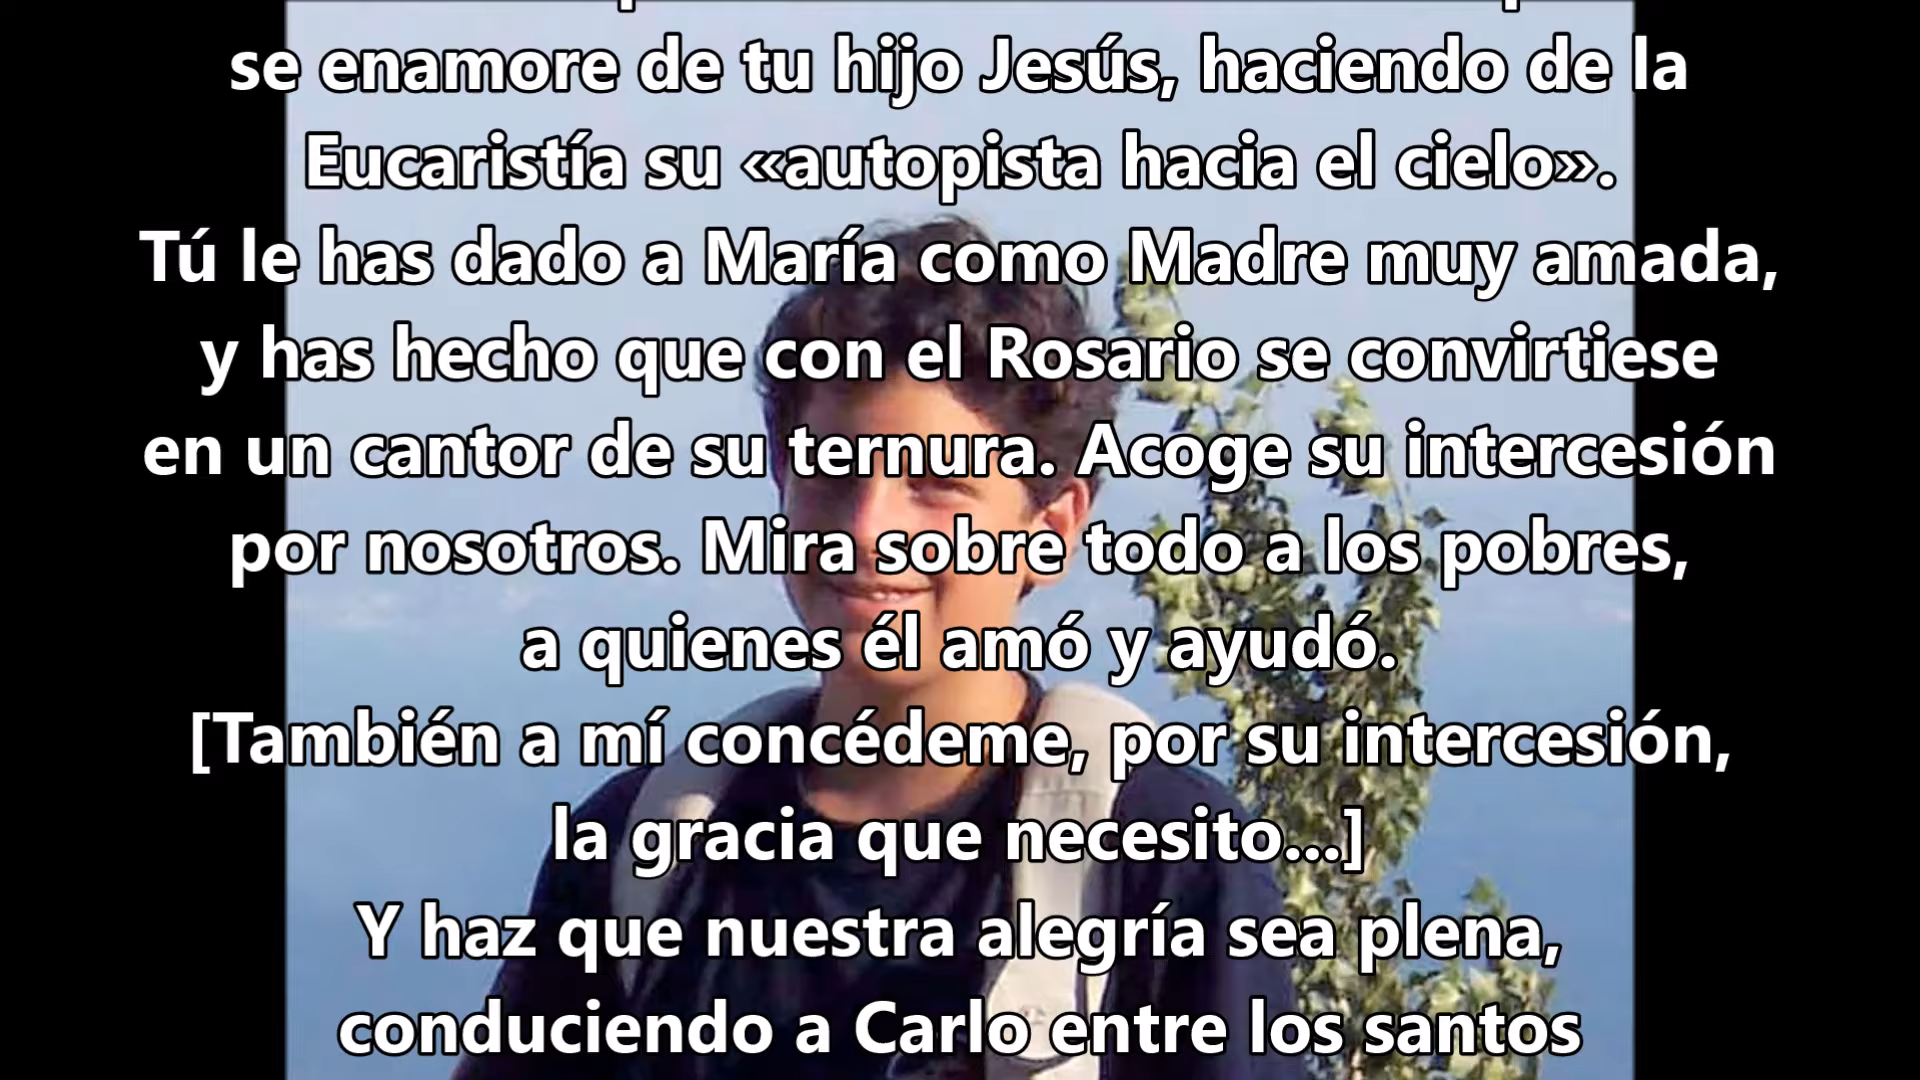 se enamore de tu hijo Jesús, haciendo de la
Eucaristía su «autopista hacia el cielo».
Tú le has dado a María como Madre muy amada,
y has hecho que con el Rosario se convirtiese
en un cantor de su ternura. Acoge su intercesión
por nosotros. Mira sobre todo a los pobres,
a quienes él amó y ayudó.
[También a mí concédeme, por su intercesión,
la gracia que necesito...]
Y haz que nuestra alegría sea plena,
conduciendo a Carlo entre los santos